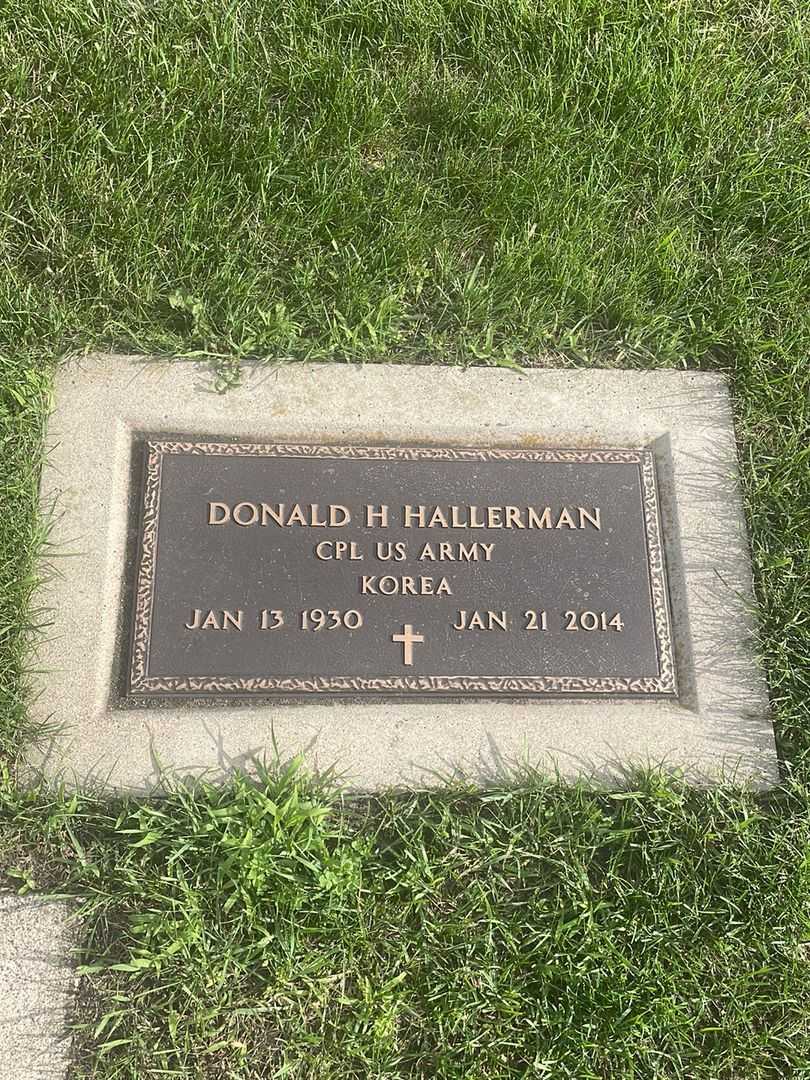 DONALD H HALLERMAN
CPL US ARMY
KOREA
JAN 13 1930 JAN 21 2014